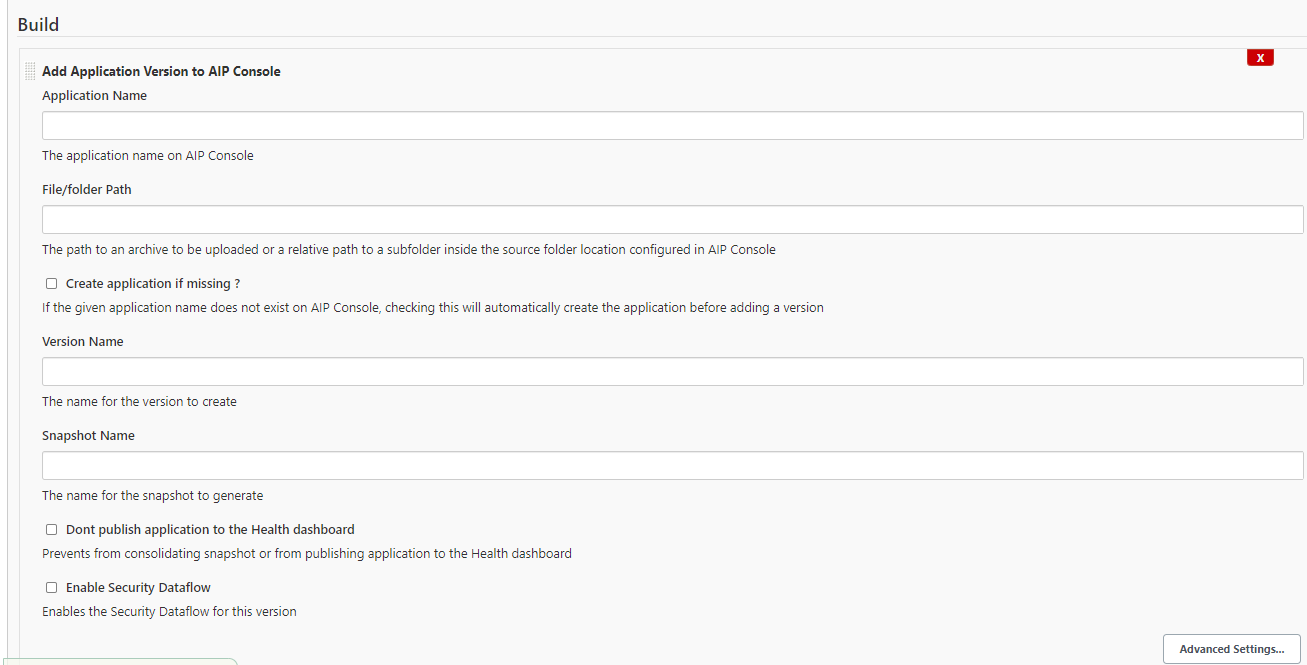 Build
X
Add Application Version to AIP Console
Application Name
The application name on AIP Console
File/folder Path
The path to an archive to be uploaded or a relative path to a subfolder inside the source folder location configured in AIP Console
Create application if missing ?
If the given application name does not exist on AIP Console, checking this will automatically create the application before adding a version
Version Name
The name for the version to create
Snapshot Name
The name for the snapshot to generate
Dont publish application to the Health dashboard
Prevents from consolidating snapshot or from publishing application to the Health dashboard
Enable Security Dataflow
Enables the Security Dataflow for this version
Advanced Settings...